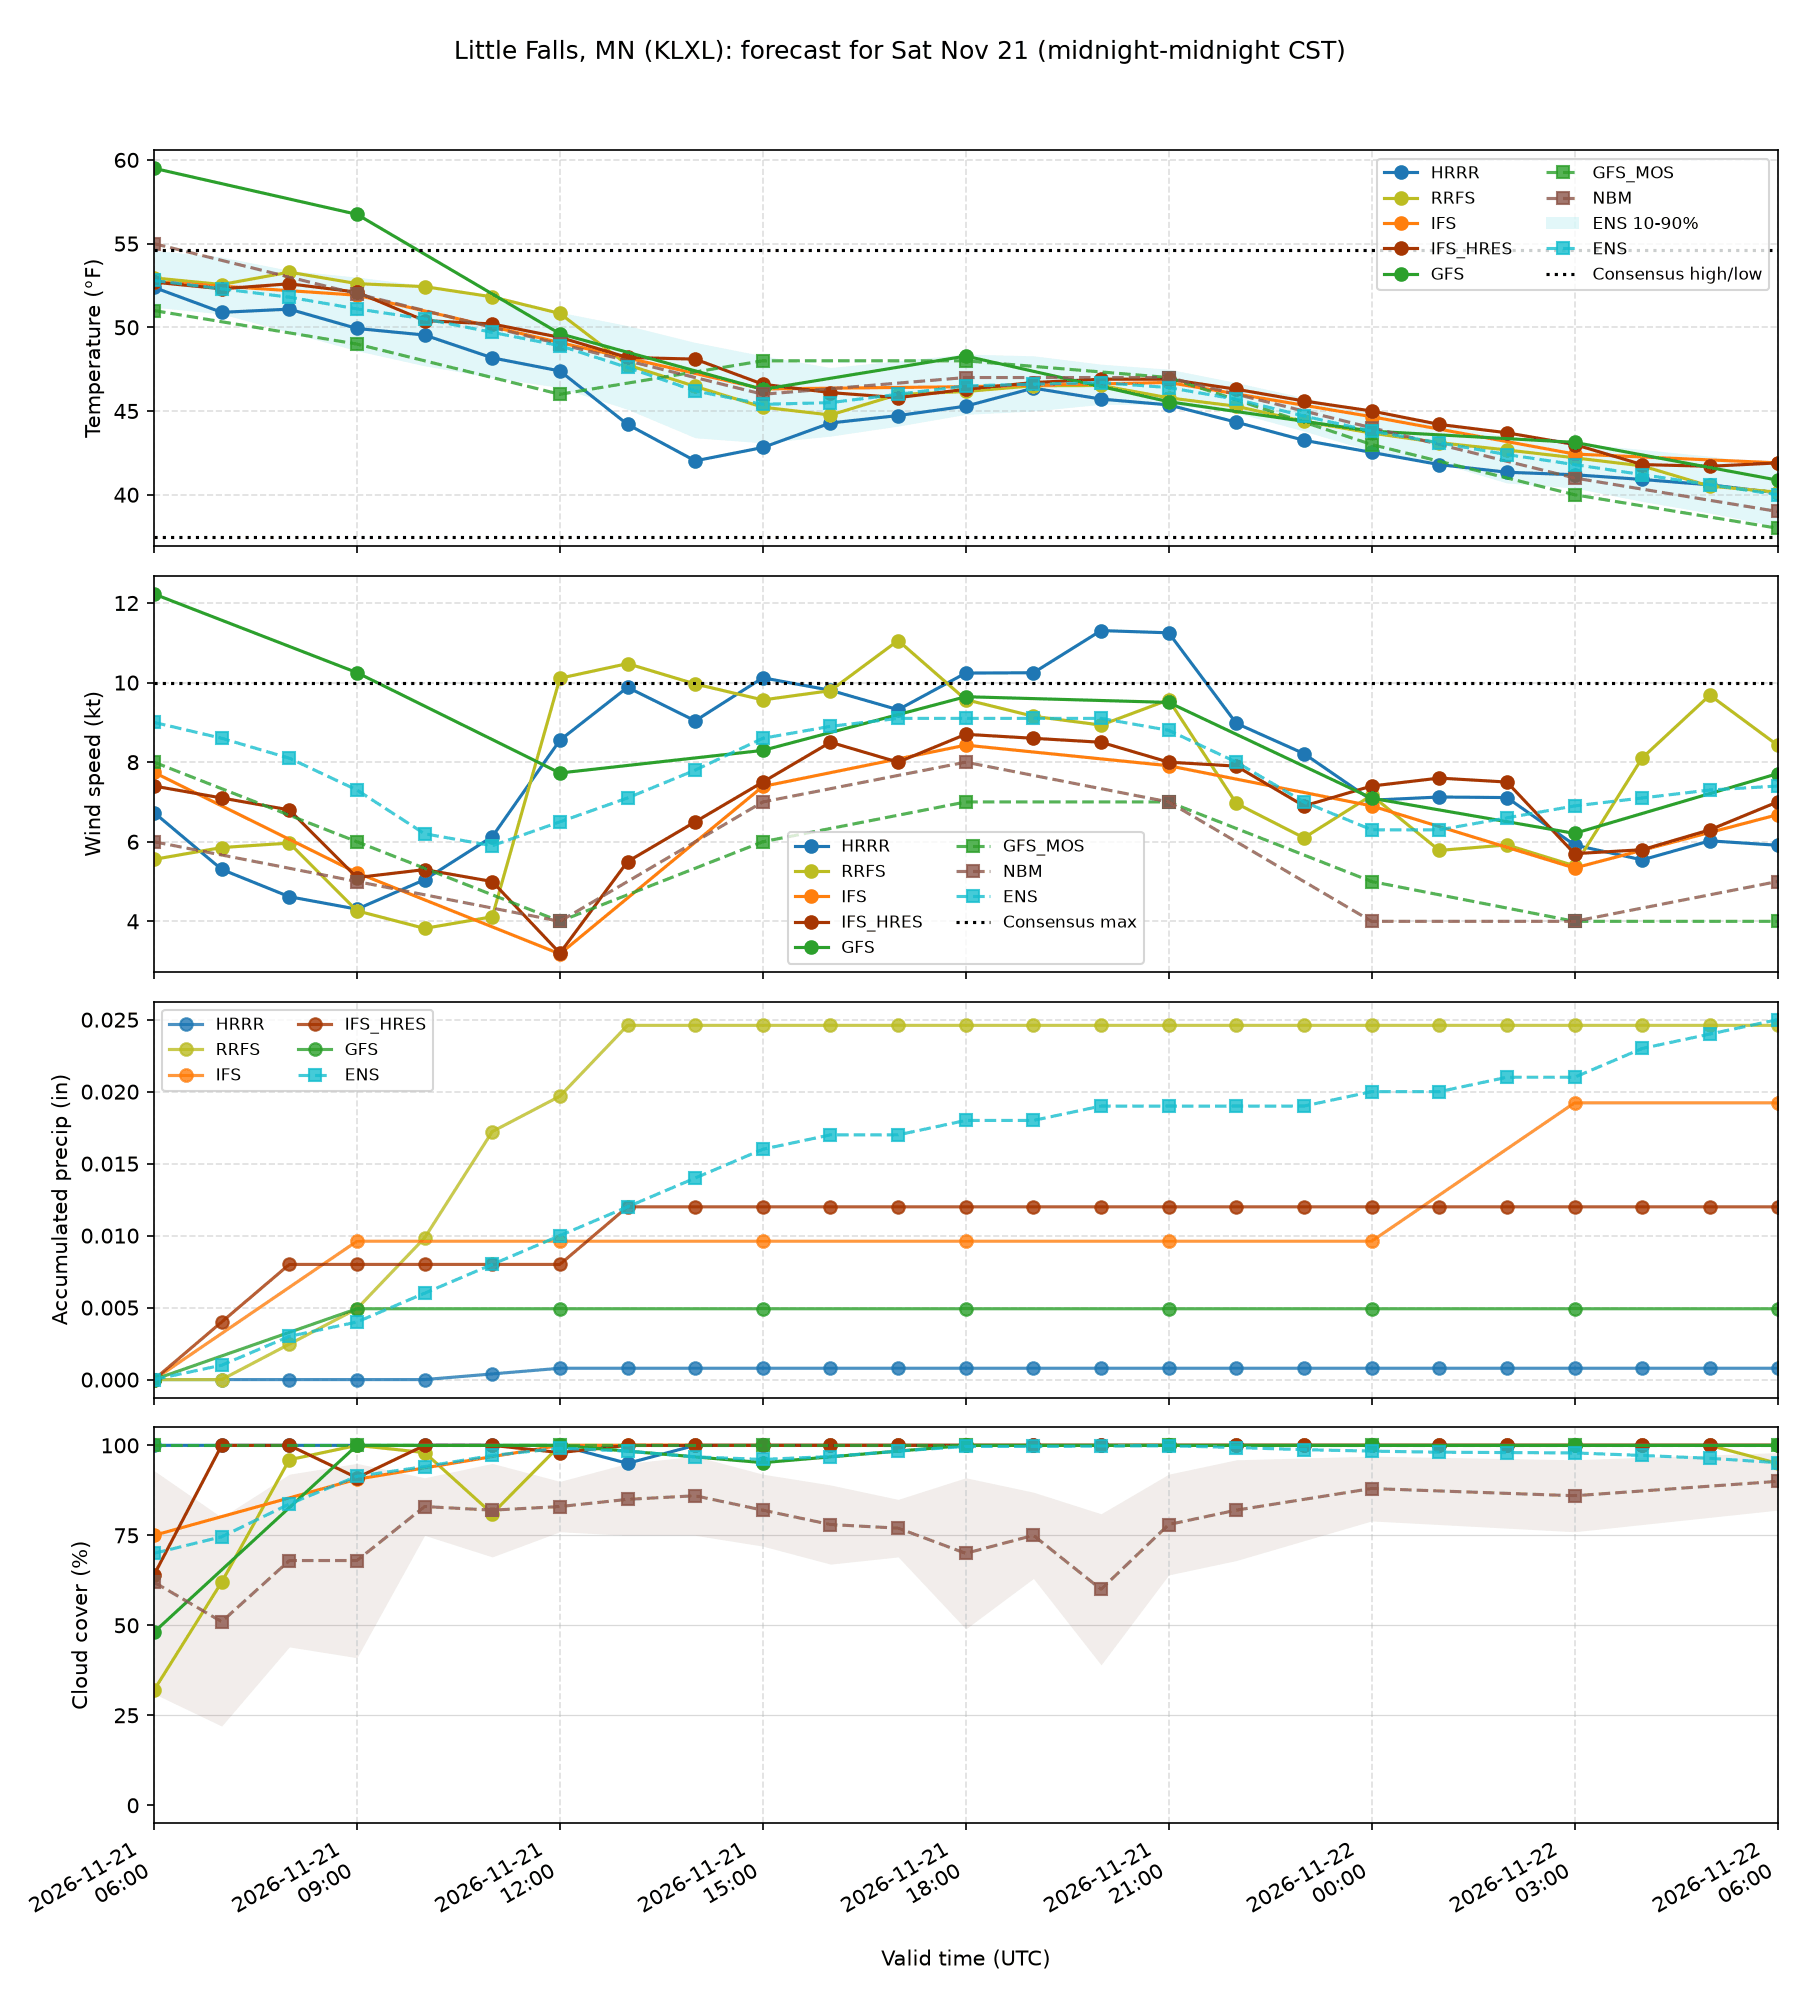 Little Falls, MN (KLXL): forecast for Sat Nov 21 (midnight-midnight CST)
Temperature (°F)
60
55
50
45
40
HRRR
RRFS
IFS
IFS_HRES
GFS
GFS_MOS
NBM
ENS 10-90%
ENS
Consensus high/low
Wind speed (kt)
12
10
8
6
4
HRRR
RRFS
IFS
IFS_HRES
GFS
GFS_MOS
NBM
ENS
Consensus max
Accumulated precip (in)
0.025
0.020
0.015
0.010
0.005
0.000
HRRR
RRFS
IFS
IFS_HRES
GFS
ENS
Cloud cover (%)
100
75
50
25
0
2026-11-21
06:00
2026-11-21
09:00
2026-11-21
12:00
2026-11-21
15:00
2026-11-21
18:00
2026-11-21
21:00
2026-11-22
00:00
2026-11-22
03:00
2026-11-22
06:00
Valid time (UTC)